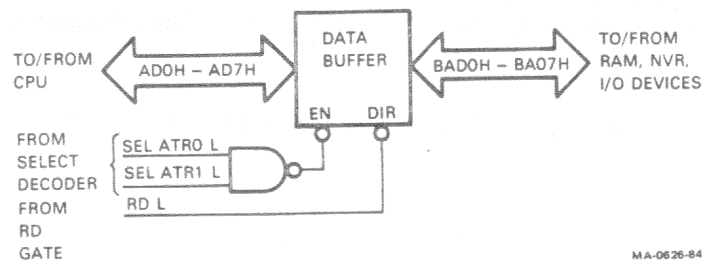 TO/FROM
CPU
AD0H – AD7H
DATA
BUFFER
EN
DIR
BAD0H – BA07H
TO/FROM
RAM, NVR,
I/O DEVICES
FROM
SELECT
DECODER
SEL ATR0 L
SEL ATR1 L
FROM
RD
GATE
RD L
MA-0626-84